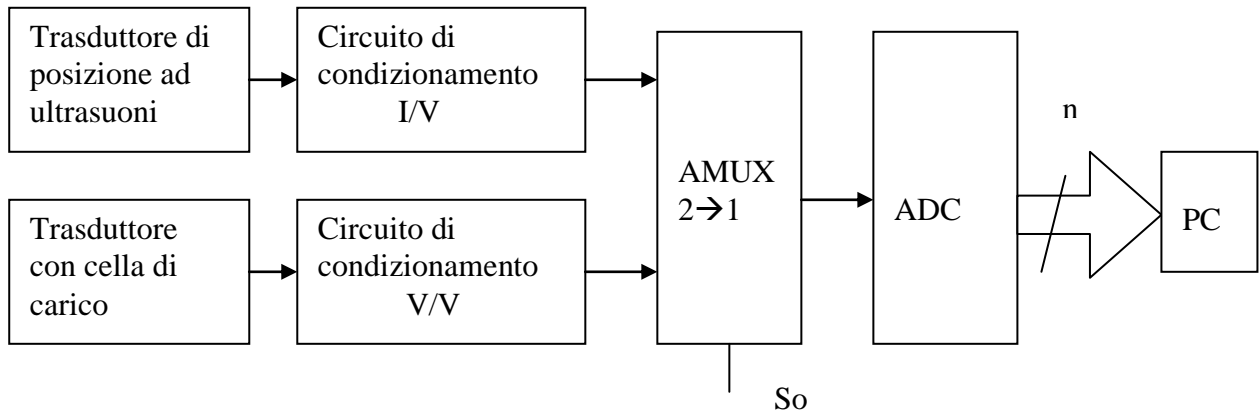 Trasduttore di
posizione ad
ultrasuoni
Circuito di
condizionamento
I/V
Trasduttore
con cella di
carico
Circuito di
condizionamento
V/V
AMUX
2→1
So
ADC
n
PC